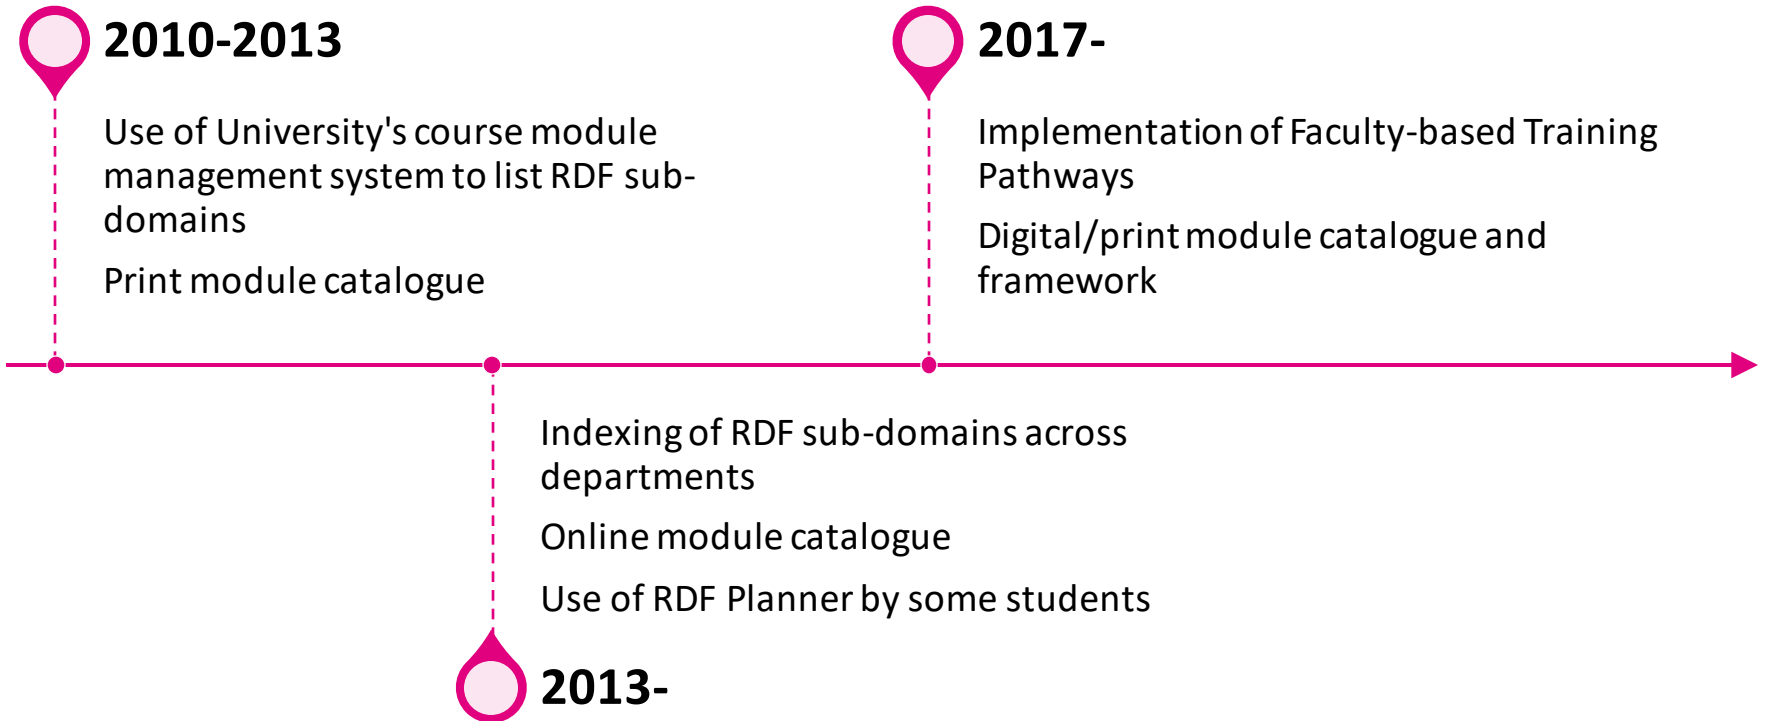 2010-2013
Use of University's course module
management system to list RDF sub-
domains
Print module catalogue
2017-
Implementation of Faculty-based Training
Pathways
Digital/print module catalogue and
framework
Indexing of RDF sub-domains across
departments
Online module catalogue
Use of RDF Planner by some students
2013-